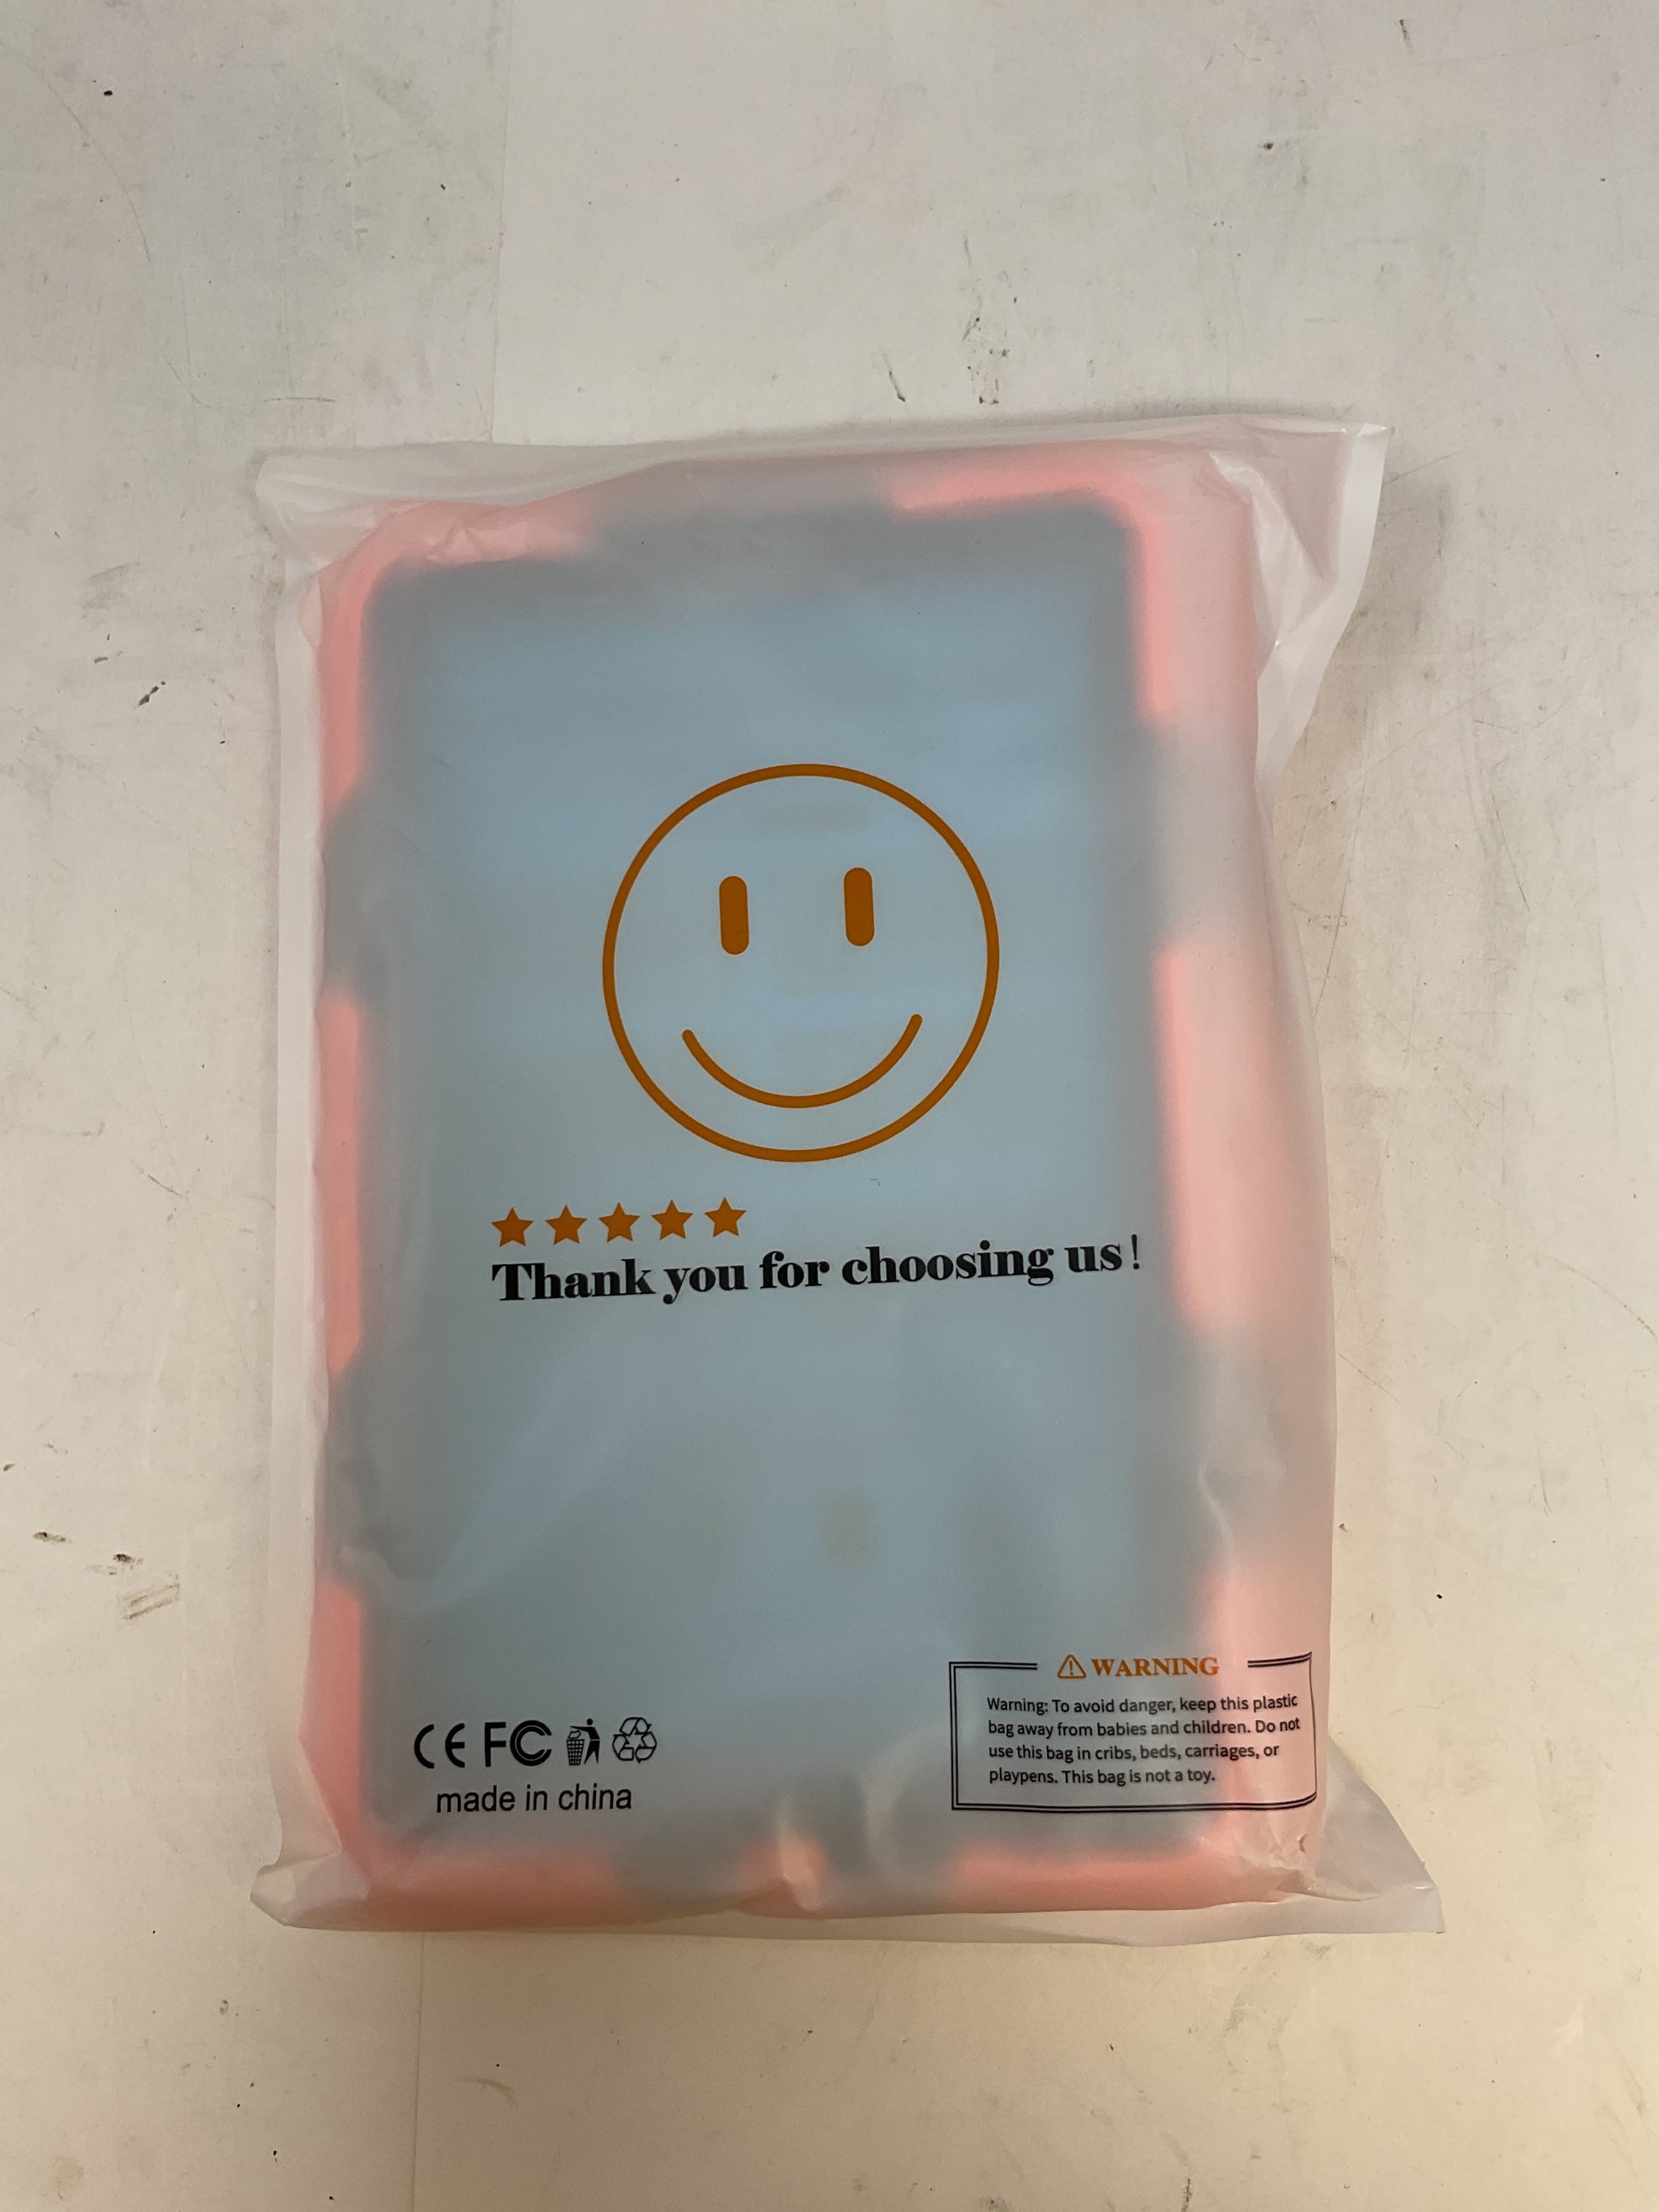 Thank you for choosing us!
CE FC
made in china
WARNING
Warning: To avoid danger, keep this plastic
bag away from babies and children. Do not
use this bag in cribs, beds, carriages, or
playpens. This bag is not a toy.